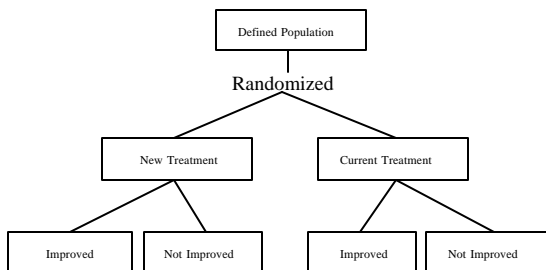 Defined Population
Randomized
New Treatment
Current Treatment
Improved
Not Improved
Improved
Not Improved